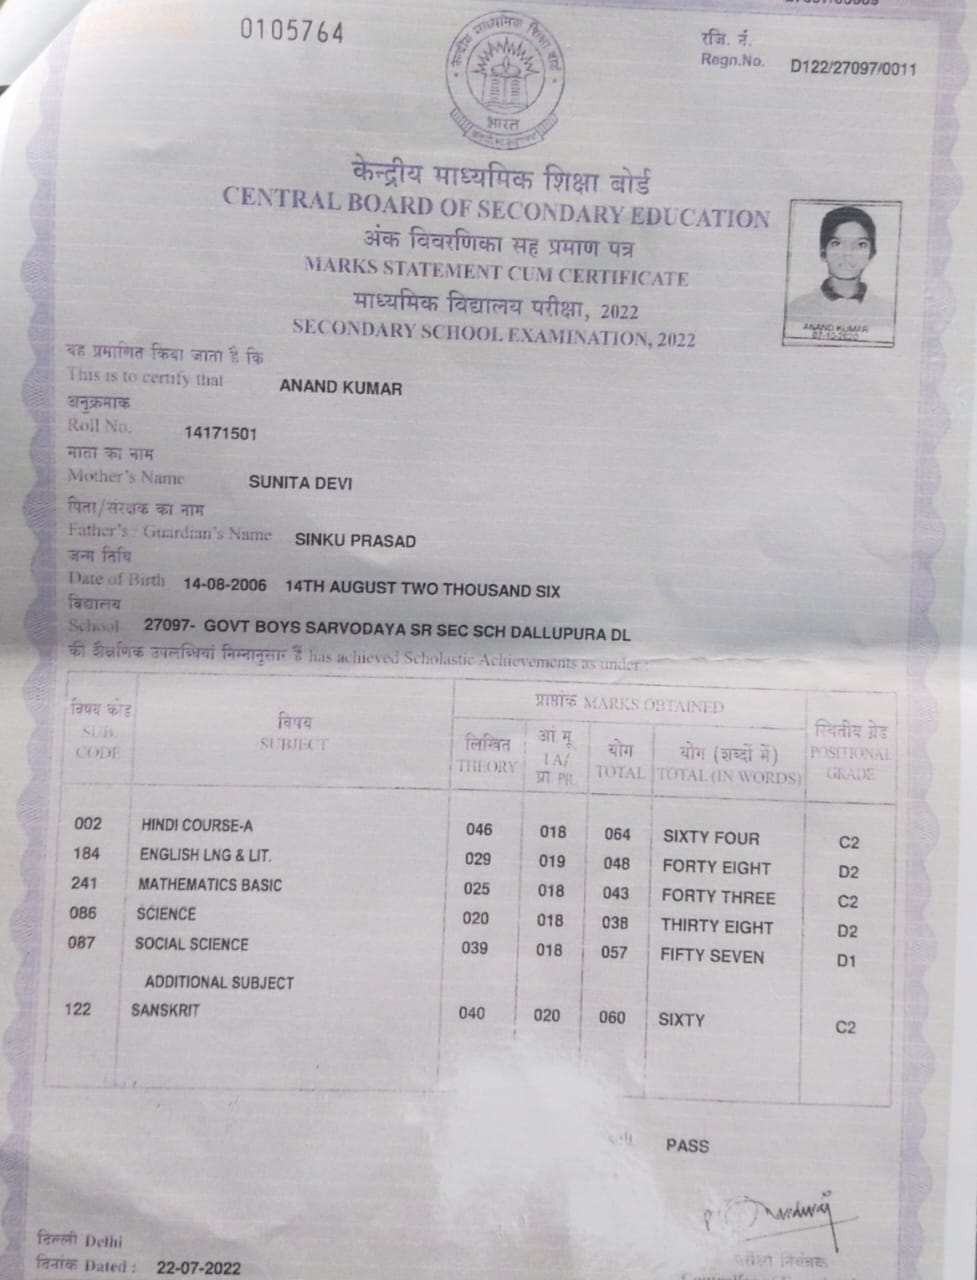 0105764
रजि. नं.
Regn.No. D122/27097/0011
केन्द्रीय माध्यमिक शिक्षा बोर्ड
भारत
केन्द्रीय माध्यमिक शिक्षा बोर्ड
CENTRAL BOARD OF SECONDARY EDUCATION
अंक विवरणिका सह प्रमाण पत्र
MARKS STATEMENT CUM CERTIFICATE
माध्यमिक विद्यालय परीक्षा, 2022
SECONDARY SCHOOL EXAMINATION, 2022
ANAND KUMAR
यह प्रमाणित किया जाता है कि
This is to certify that ANAND KUMAR
अनुक्रमांक
Roll No. 14171501
माता का नाम
Mother's Name SUNITA DEVI
पिता/संरक्षक का नाम
Father's / Guardian's Name SINKU PRASAD
जन्म तिथि
Date of Birth 14-08-2006 14TH AUGUST TWO THOUSAND SIX
विद्यालय
School 27097- GOVT BOYS SARVODAYA SR SEC SCH DALLUPURA DL
की शैक्षणिक उपलब्धियां निम्नानुसार हैं has achieved Scholastic Achievements as under :
विषय कोड SUB. CODE
विषय SUBJECT
प्राप्तांक MARKS OBTAINED
लिखित THEORY
आं.मू. I A/ प्रा. PR.
योग TOTAL
योग (शब्दों में) TOTAL (IN WORDS)
स्थितीय ग्रेड POSITIONAL GRADE
002 HINDI COURSE-A 046 018 064 SIXTY FOUR C2
184 ENGLISH LNG & LIT. 029 019 048 FORTY EIGHT D2
241 MATHEMATICS BASIC 025 018 043 FORTY THREE C2
086 SCIENCE 020 018 038 THIRTY EIGHT D2
087 SOCIAL SCIENCE 039 018 057 FIFTY SEVEN D1
ADDITIONAL SUBJECT
122 SANSKRIT 040 020 060 SIXTY C2
PASS
दिल्ली Delhi
दिनांक Dated : 22-07-2022
परीक्षा नियंत्रक